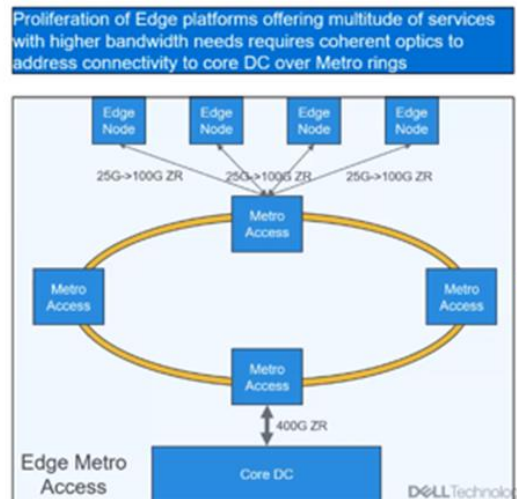 Proliferation of Edge platforms offering multitude of services
with higher bandwidth needs requires coherent optics to
address connectivity to core DC over Metro rings
Edge
Node
Edge
Node
Edge
Node
Edge
Node
25G->100G ZR
25G->100G ZR
25G->100G ZR
Metro
Access
Metro
Access
Metro
Access
Metro
Access
400G ZR
Edge Metro
Access
Core DC
DELL Technolo